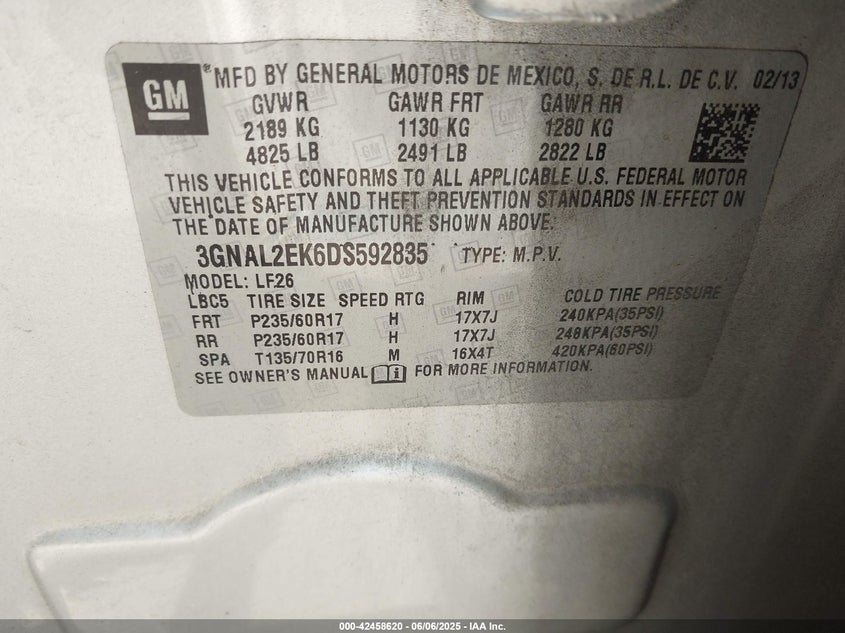 GM
® MFD BY GENERAL MOTORS DE MEXICO, S. DE R.L. DE C.V. 02/13
GVWR GAWR FRT GAWR RR
2189 KG 1130 KG 1280 KG
4825 LB 2491 LB 2822 LB
THIS VEHICLE CONFORMS TO ALL APPLICABLE U.S. FEDERAL MOTOR
VEHICLE SAFETY AND THEFT PREVENTION STANDARDS IN EFFECT ON
THE DATE OF MANUFACTURE SHOWN ABOVE.
3GNAL2EK6DS592835 TYPE: M.P.V.
MODEL: LF26
LBC5 TIRE SIZE SPEED RTG RIM COLD TIRE PRESSURE
FRT P235/60R17 H 17X7J 240KPA(35PSI)
RR P235/60R17 H 17X7J 240KPA(35PSI)
SPA T135/70R16 M 16X4T 420KPA(60PSI)
SEE OWNER'S MANUAL i FOR MORE INFORMATION.
000-42458620 - 06/06/2025 - IAA Inc.